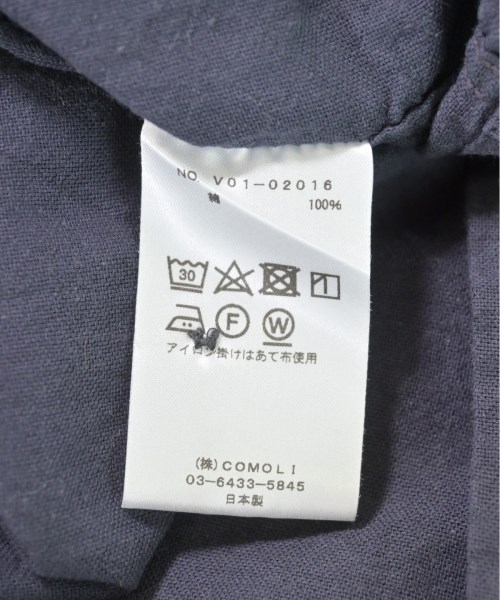 NO. V01-02016
綿 100%
30
F W
アイロン掛けはあて布使用
(株)COMOLI
03-6433-5845
日本製